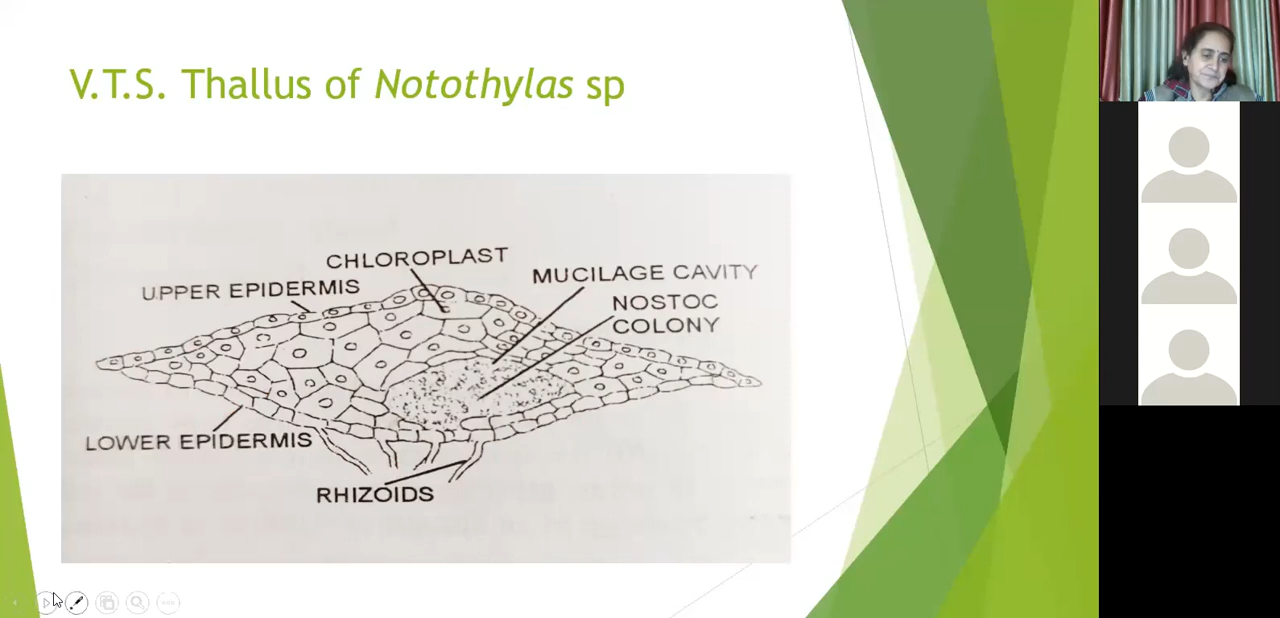 V.T.S. Thallus of Notothylas sp
CHLOROPLAST
UPPER EPIDERMIS
MUCILAGE CAVITY
NOSTOC
COLONY
LOWER EPIDERMIS
RHIZOIDS